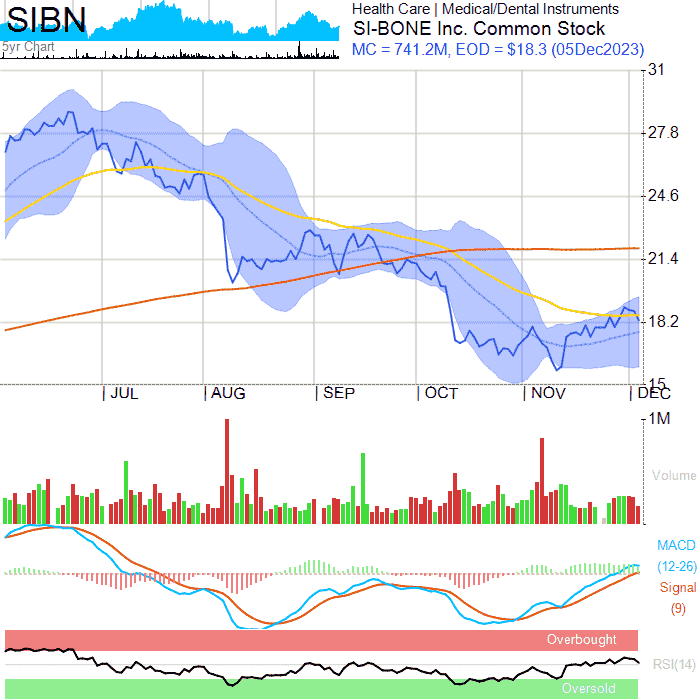 SIBN
5yr Chart
Health Care | Medical/Dental Instruments
SI-BONE Inc. Common Stock
MC = 741.2M, EOD = $18.3 (05Dec2023)
31
27.8
24.6
21.4
18.2
15
JUL
AUG
SEP
OCT
NOV
DEC
1M
Volume
MACD
(12-26)
Signal
(9)
Overbought
RSI(14)
Oversold